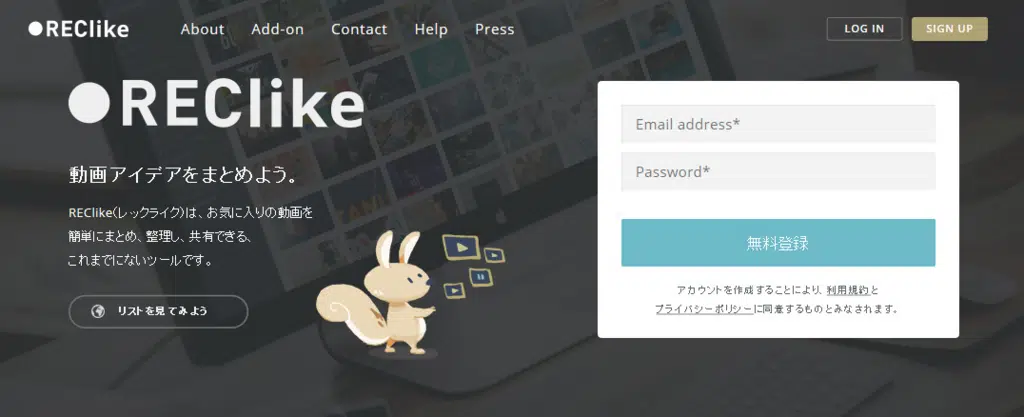 REClike
About
Add-on
Contact
Help
Press
LOG IN
SIGN UP
REClike
動画アイデアをまとめよう。
REClike(レックライク)は、お気に入りの動画を
簡単にまとめ、整理し、共有できる、
これまでにないツールです。
リストを見てみよう
Email address*
Password*
無料登録
アカウントを作成することにより、利用規約と
プライバシーポリシーに同意するものとみなされます。